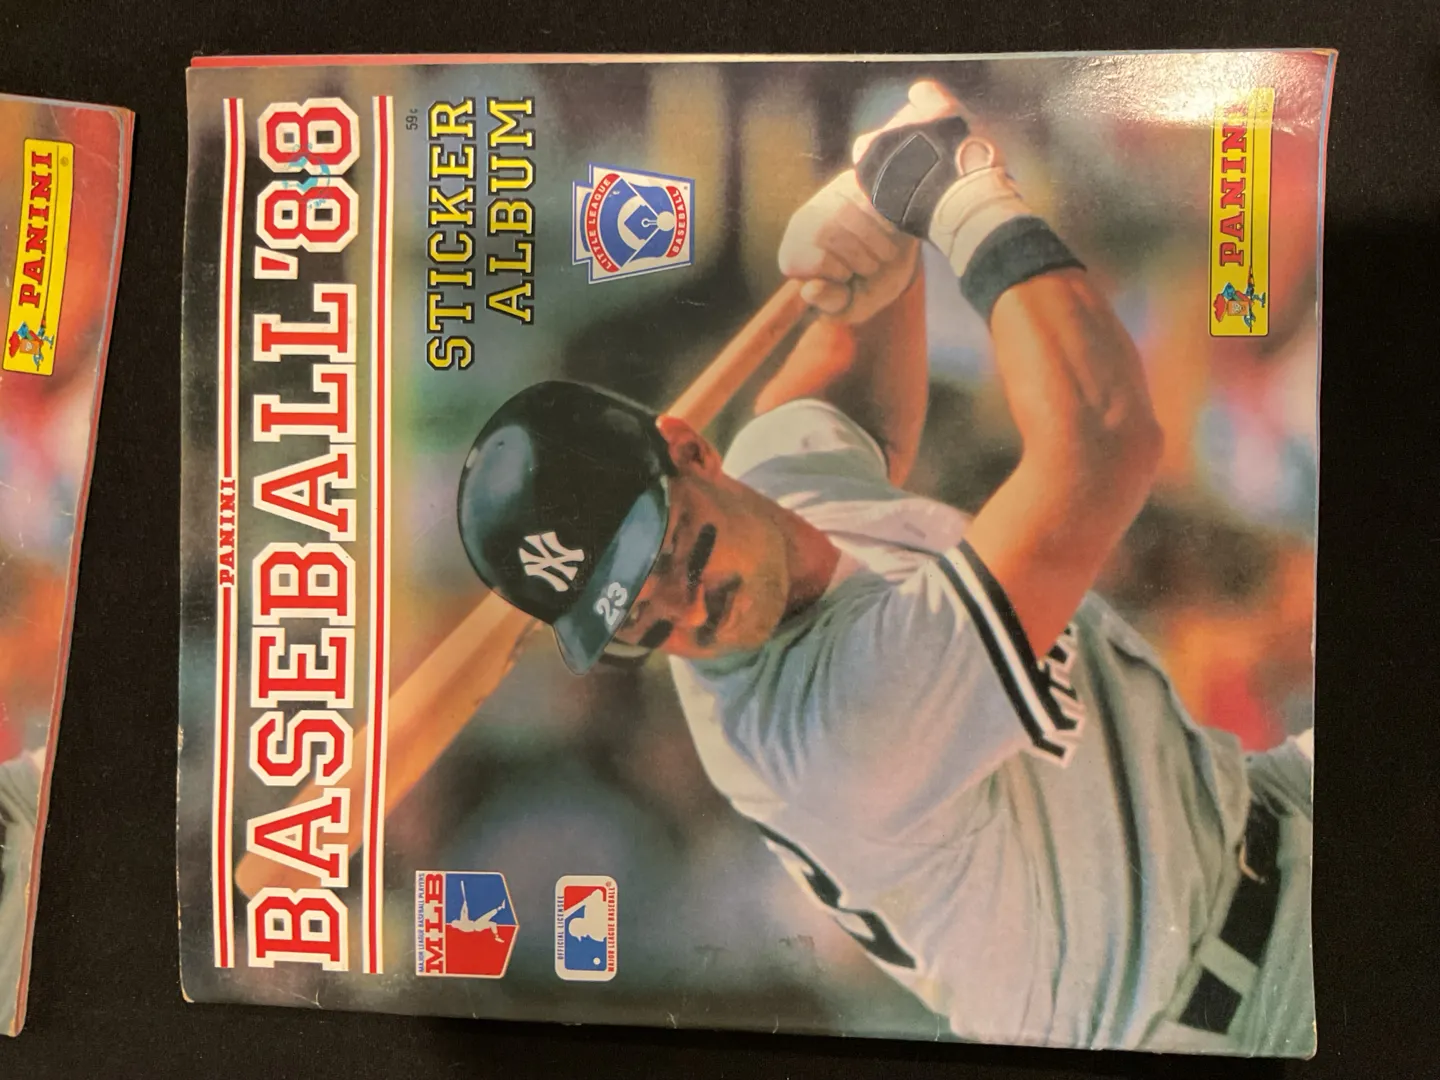 PANINI
BASEBALL '88
59¢
STICKER
ALBUM
LITTLE LEAGUE
BASEBALL
MAJOR LEAGUE BASEBALL PLAYERS
MLB
OFFICIAL LICENSEE
MAJOR LEAGUE BASEBALL®
NY
23
PANINI
PANINI